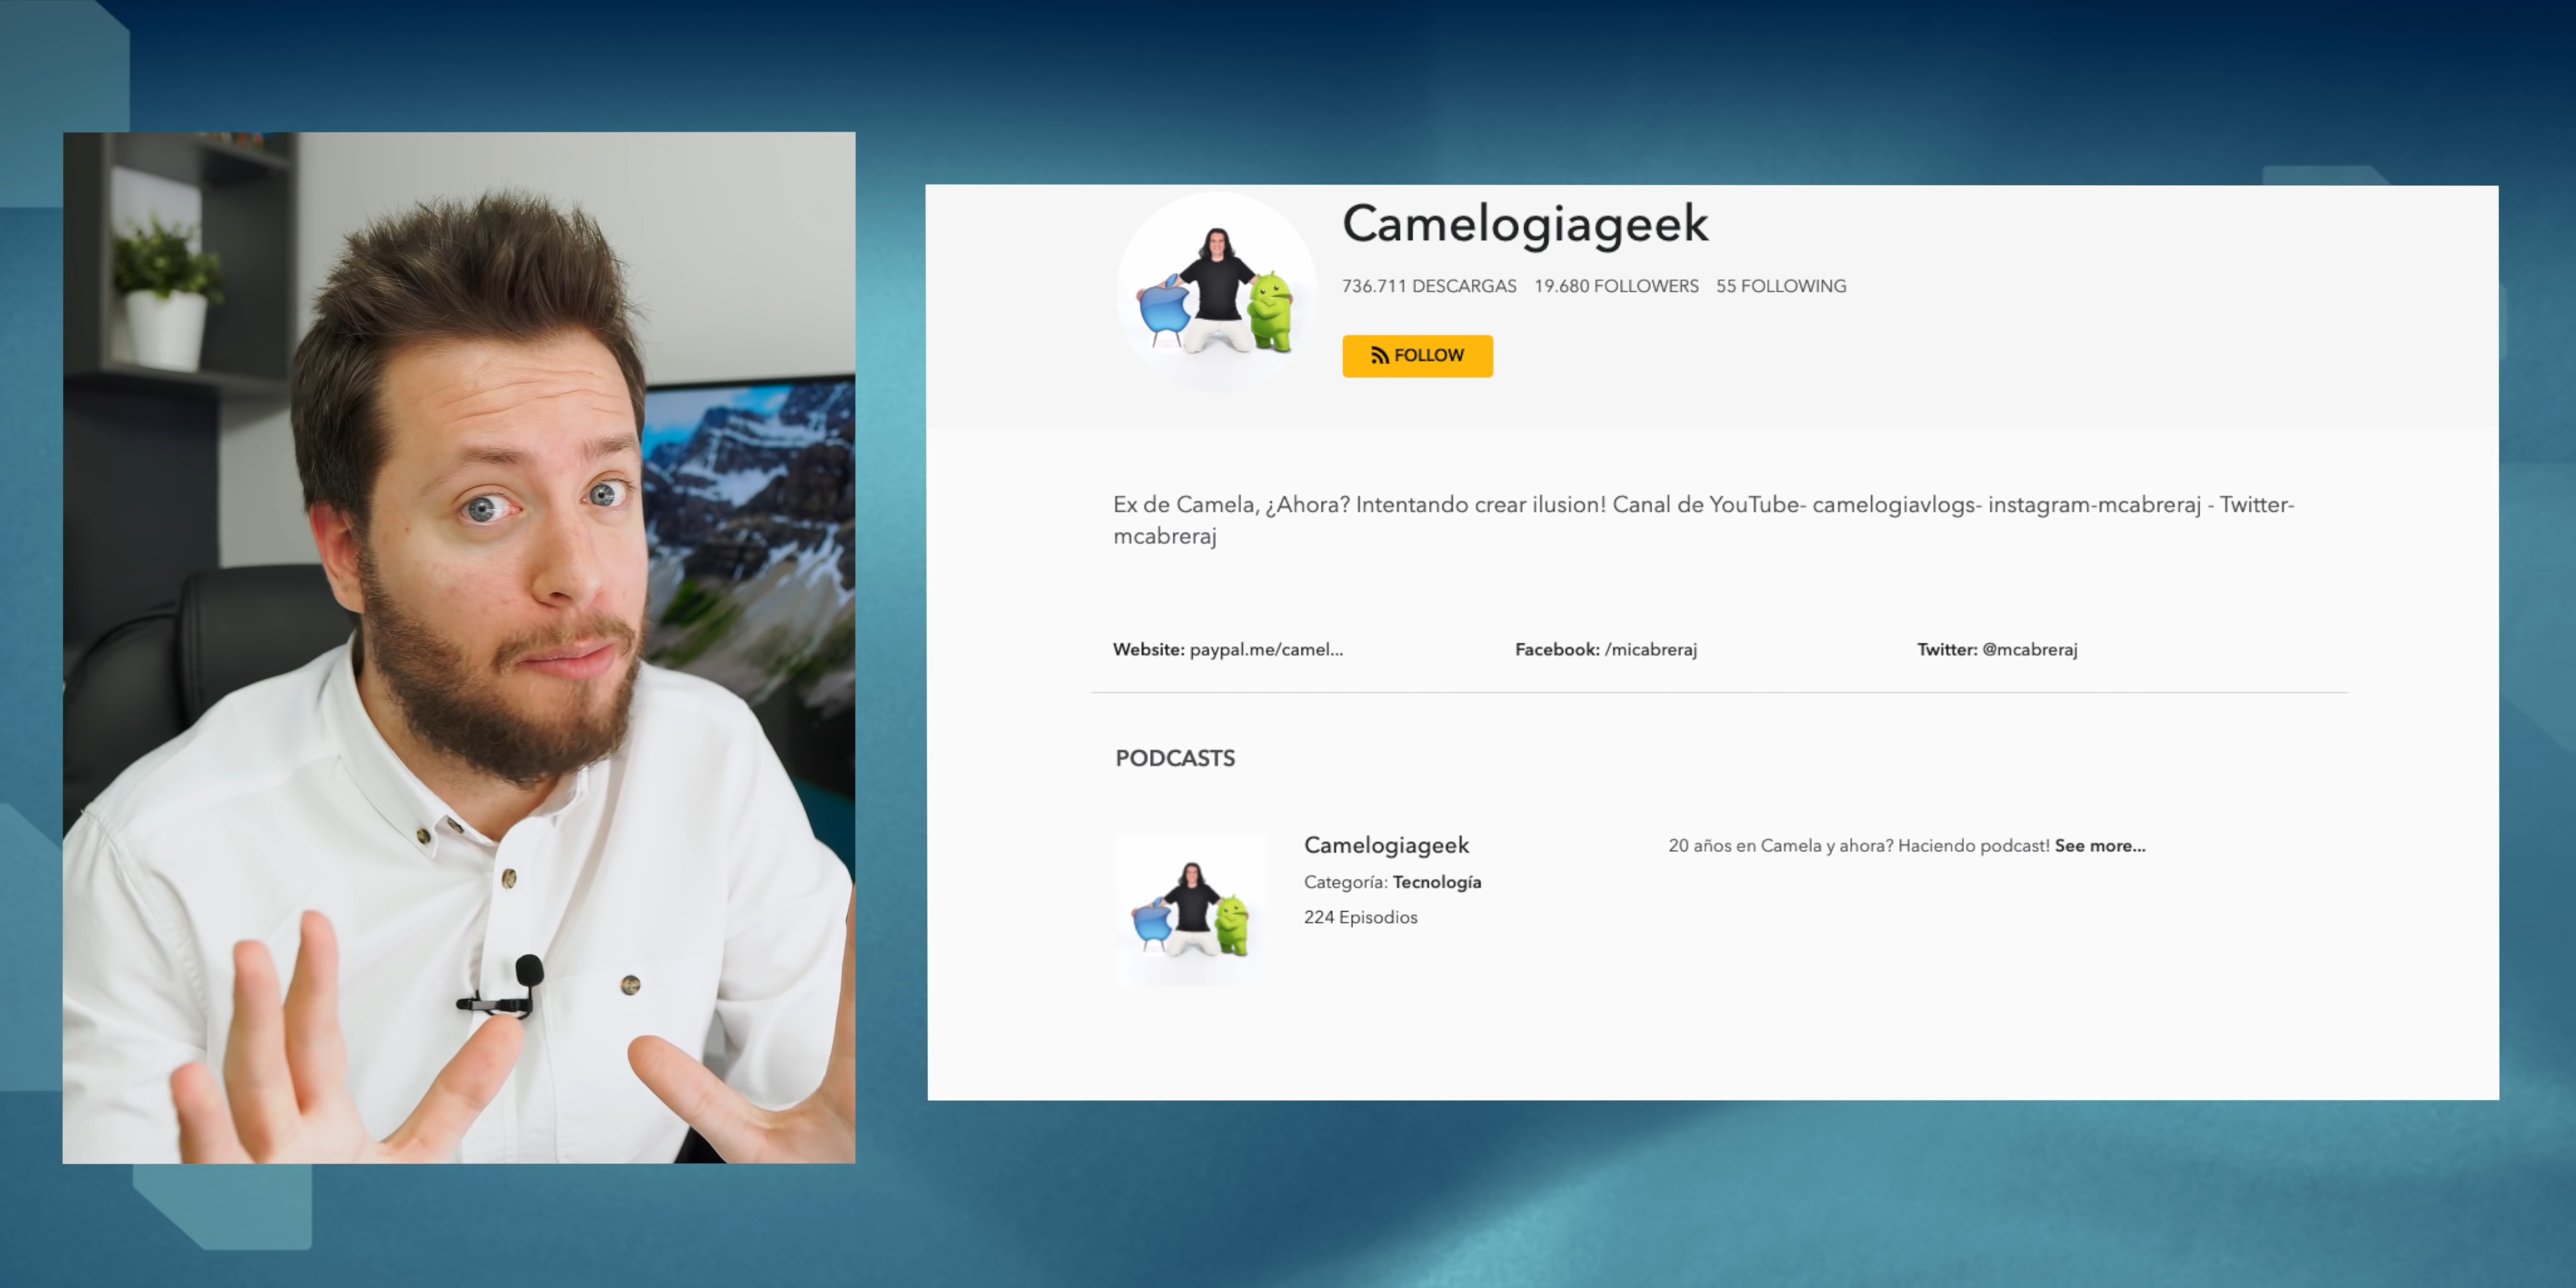 Camelogiageek
736.711 DESCARGAS 19.680 FOLLOWERS 55 FOLLOWING
FOLLOW
Ex de Camela, ¿Ahora? Intentando crear ilusion! Canal de YouTube- camelogiavlogs- instagram-mcabreraj - Twitter-
mcabreraj
Website: paypal.me/camel... Facebook: /micabreraj Twitter: @mcabreraj
PODCASTS
Camelogiageek
20 años en Camela y ahora? Haciendo podcast! See more...
Categoría: Tecnología
224 Episodios